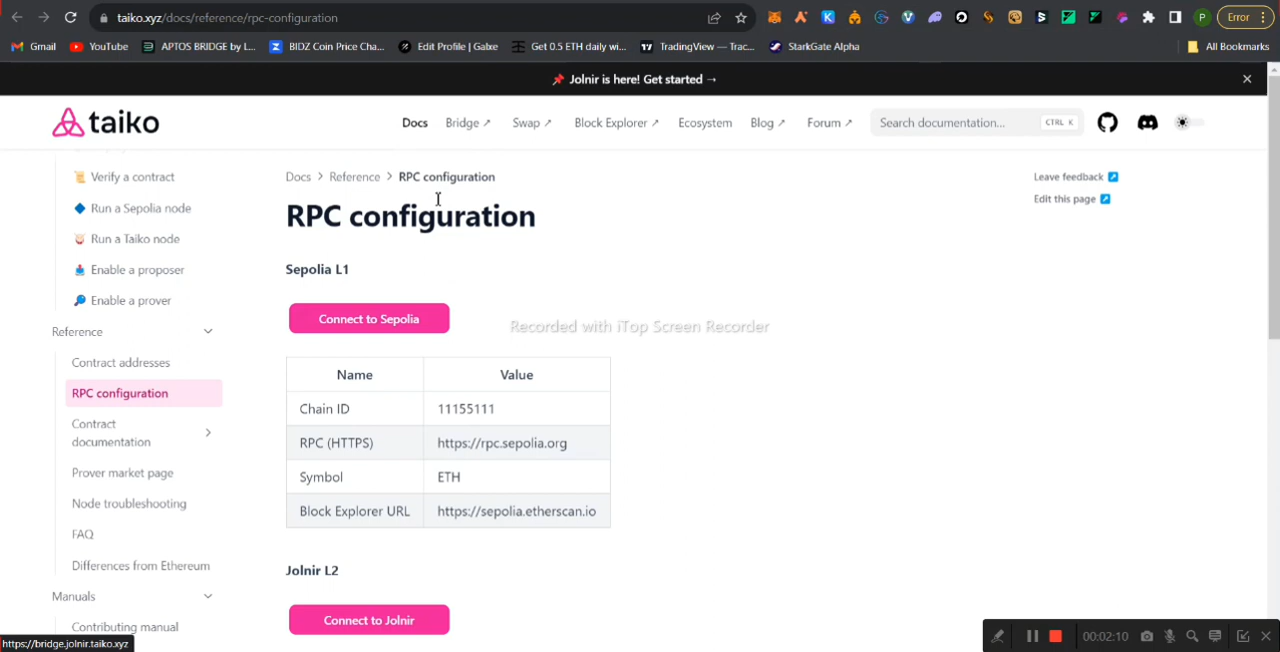 taiko.xyz/docs/reference/rpc-configuration
P
Error
Gmail
YouTube
APTOS BRIDGE by L...
BIDZ Coin Price Cha...
Edit Profile | Galxe
Get 0.5 ETH daily wi...
TradingView — Trac...
StarkGate Alpha
All Bookmarks
📌 Jolnir is here! Get started →
taiko
Docs
Bridge ↗
Swap ↗
Block Explorer ↗
Ecosystem
Blog ↗
Forum ↗
Search documentation...
CTRL K
Verify a contract
Run a Sepolia node
Run a Taiko node
Enable a proposer
Enable a prover
Reference
Contract addresses
RPC configuration
Contract
documentation
Prover market page
Node troubleshooting
FAQ
Differences from Ethereum
Manuals
Contributing manual
Docs > Reference > RPC configuration
RPC configuration
Sepolia L1
Connect to Sepolia
Recorded with iTop Screen Recorder
Name Value
Chain ID 11155111
RPC (HTTPS) https://rpc.sepolia.org
Symbol ETH
Block Explorer URL https://sepolia.etherscan.io
Jolnir L2
Connect to Jolnir
Leave feedback
Edit this page
https://bridge.jolnir.taiko.xyz
00:02:10